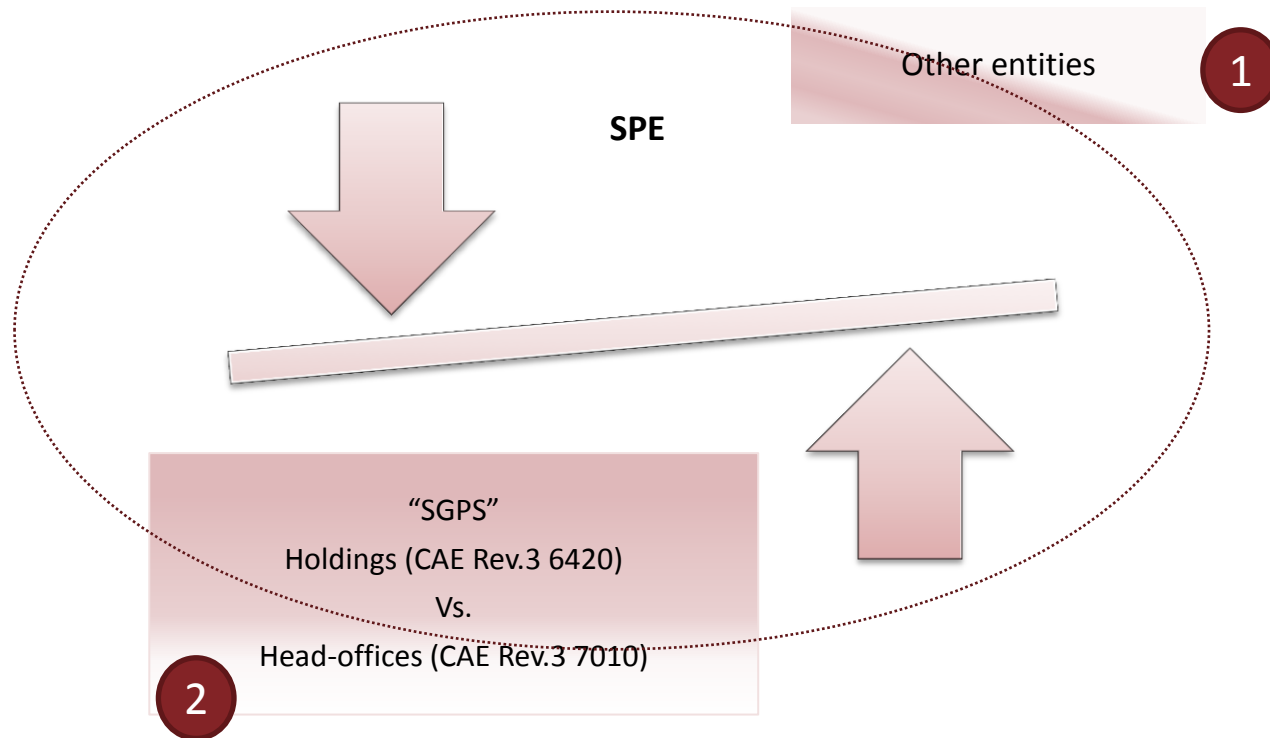 Other entities
1
SPE
“SGPS”
Holdings (CAE Rev.3 6420)
Vs.
Head-offices (CAE Rev.3 7010)
2